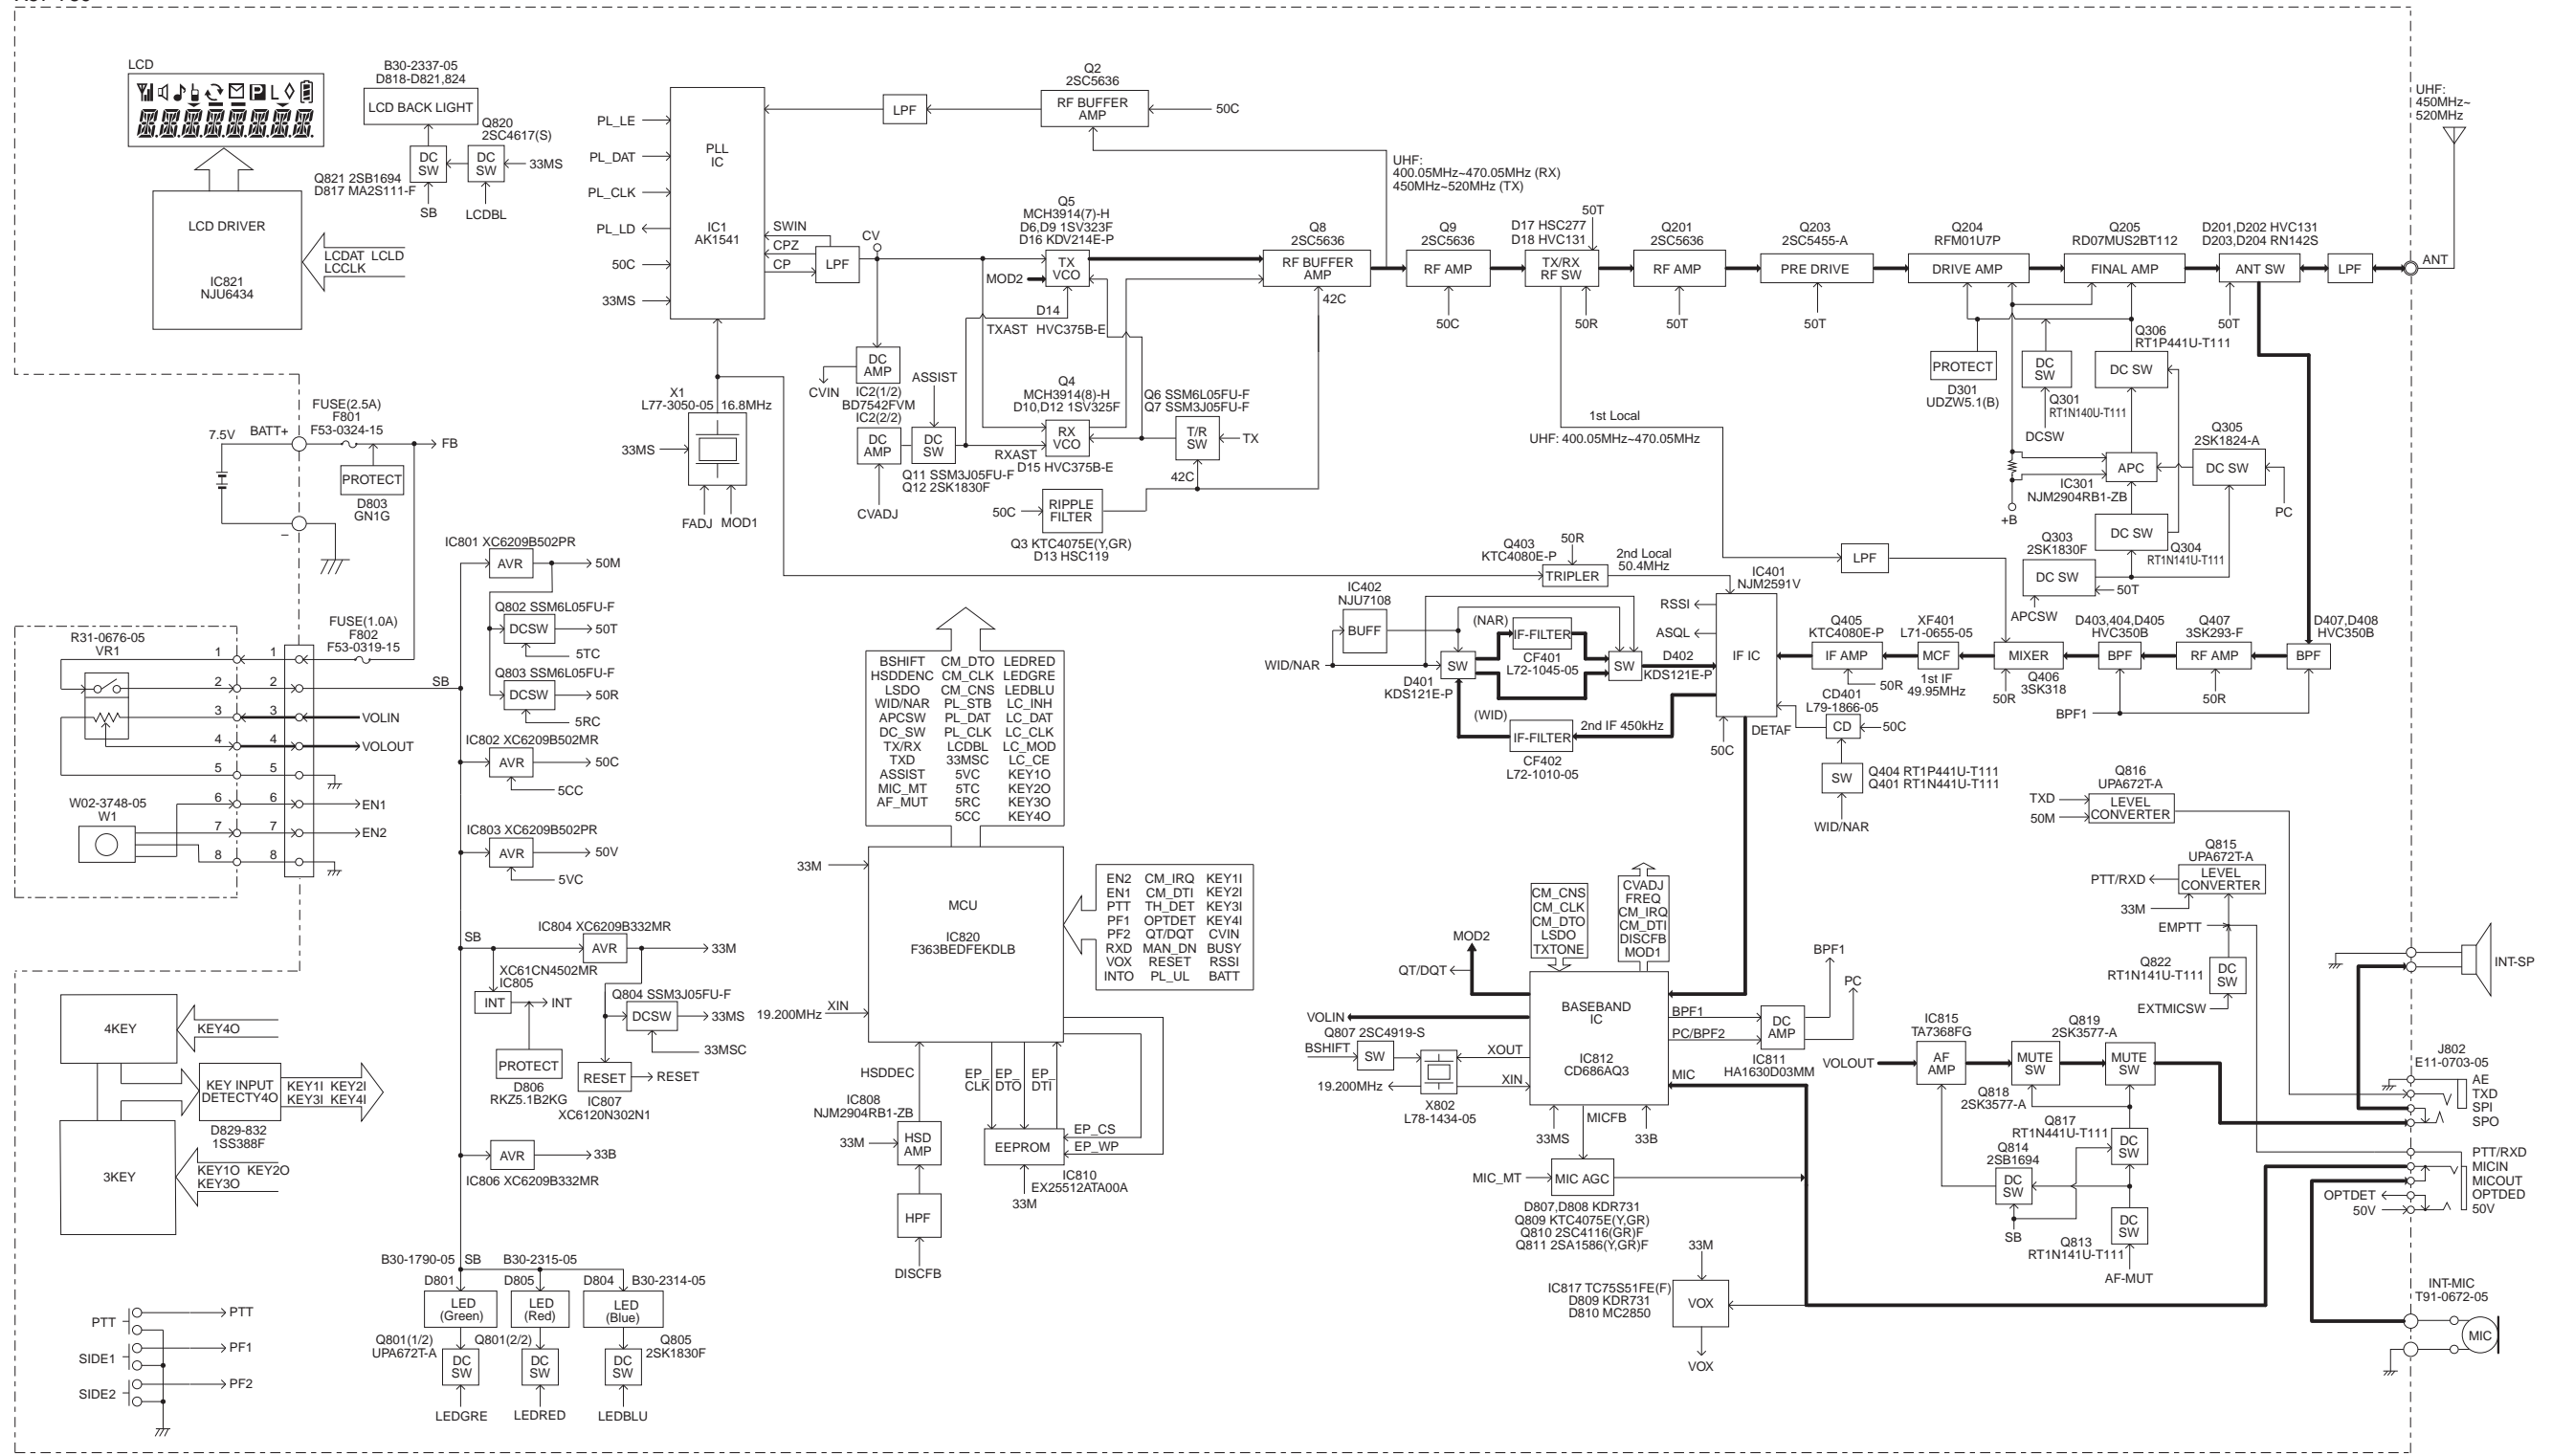 LCD
B30-2337-05
D818-D821,824
LCD BACK LIGHT
Q820
2SC4617(S)
DC
SW
DC
SW
33MS
Q821 2SB1694
D817 MA2S111-F
SB
LCDBL
LCD DRIVER
IC821
NJU6434
LCDAT LCLD
LCCLK
PL_LE
PL_DAT
PL_CLK
PL_LD
50C
33MS
PLL
IC
IC1
AK1541
SWIN
CPZ
CP
LPF
CV
LPF
Q2
2SC5636
RF BUFFER
AMP
50C
UHF:
400.05MHz~470.05MHz (RX)
450MHz~520MHz (TX)
Q5
MCH3914(7)-H
D6,D9 1SV323F
D16 KDV214E-P
TX
VCO
MOD2
D14
TXAST HVC375B-E
Q8
2SC5636
RF BUFFER
AMP
42C
Q9
2SC5636
RF AMP
50C
D17 HSC277
D18 HVC131
50T
TX/RX
RF SW
50R
Q201
2SC5636
RF AMP
50T
Q203
2SC5455-A
PRE DRIVE
50T
Q204
RFM01U7P
DRIVE AMP
Q205
RD07MUS2BT112
FINAL AMP
D201,D202 HVC131
D203,D204 RN142S
ANT SW
50T
LPF
ANT
UHF:
450MHz~
520MHz
Q306
RT1P441U-T111
DC SW
PROTECT
D301
UDZW5.1(B)
DC
SW
Q301
RT1N140U-T111
DCSW
Q305
2SK1824-A
DC SW
PC
APC
IC301
NJM2904RB1-ZB
+B
DC SW
Q304
RT1N141U-T111
Q303
2SK1830F
DC SW
50T
APCSW
DC
AMP
CVIN
IC2(1/2)
BD7542FVM
IC2(2/2)
DC
AMP
CVADJ
ASSIST
DC
SW
Q11 SSM3J05FU-F
Q12 2SK1830F
Q4
MCH3914(8)-H
D10,D12 1SV325F
RX
VCO
RXAST
D15 HVC375B-E
Q6 SSM6L05FU-F
Q7 SSM3J05FU-F
T/R
SW
TX
42C
50C
RIPPLE
FILTER
Q3 KTC4075E(Y,GR)
D13 HSC119
X1
L77-3050-05 16.8MHz
33MS
FADJ
MOD1
1st Local
UHF: 400.05MHz~470.05MHz
LPF
Q403
KTC4080E-P
50R
TRIPLER
2nd Local
50.4MHz
IC401
NJM2591V
IF IC
RSSI
ASQL
D402
KDS121E-P
50C
DETAF
IC402
NJU7108
BUFF
WID/NAR
SW
D401
KDS121E-P
(NAR)
IF-FILTER
CF401
L72-1045-05
SW
(WID)
IF-FILTER
2nd IF 450kHz
CF402
L72-1010-05
Q405
KTC4080E-P
IF AMP
50R
XF401
L71-0655-05
MCF
1st IF
49.95MHz
MIXER
50R
Q406
3SK318
D403,404,D405
HVC350B
BPF
BPF1
Q407
3SK293-F
RF AMP
50R
D407,D408
HVC350B
BPF
CD401
L79-1866-05
CD
50C
SW
Q404 RT1P441U-T111
Q401 RT1N441U-T111
WID/NAR
7.5V
BATT+
–
FUSE(2.5A)
F801
F53-0324-15
FB
PROTECT
D803
GN1G
FUSE(1.0A)
F802
F53-0319-15
R31-0676-05
VR1
1 1
2 2
3 3
4 4
5 5
6 6
7 7
8 8
SB
VOLIN
VOLOUT
W02-3748-05
W1
EN1
EN2
IC801 XC6209B502PR
AVR
50M
Q802 SSM6L05FU-F
DCSW
50T
5TC
Q803 SSM6L05FU-F
DCSW
50R
5RC
IC802 XC6209B502MR
AVR
50C
5CC
IC803 XC6209B502PR
AVR
50V
5VC
SB
IC804 XC6209B332MR
AVR
33M
XC61CN4502MR
IC805
INT
INT
PROTECT
D806
RKZ5.1B2KG
Q804 SSM3J05FU-F
DCSW
33MS
33MSC
RESET
RESET
IC807
XC6120N302N1
AVR
33B
IC806 XC6209B332MR
4KEY
KEY4O
KEY INPUT
DETECTY4O
KEY1I KEY2I
KEY3I KEY4I
D829-832
1SS388F
3KEY
KEY1O KEY2O
KEY3O
PTT
SIDE1
SIDE2
PTT
PF1
PF2
B30-1790-05
SB
B30-2315-05
B30-2314-05
D801
D805
D804
LED
(Green)
LED
(Red)
LED
(Blue)
Q801(1/2)
UPA672T-A
DC
SW
Q801(2/2)
DC
SW
Q805
2SK1830F
DC
SW
LEDGRE
LEDRED
LEDBLU
BSHIFT CM_DTO LEDRED
HSDDENC CM_CLK LEDGRE
LSDO CM_CNS LEDBLU
WID/NAR PL_STB LC_INH
APCSW PL_DAT LC_DAT
DC_SW PL_CLK LC_CLK
TX/RX LCDBL LC_MOD
TXD 33MSC LC_CE
ASSIST 5VC KEY1O
MIC_MT 5TC KEY2O
AF_MUT 5RC KEY3O
5CC KEY4O
33M
MCU
IC820
F363BEDFEKDLB
19.200MHz
XIN
EN2 CM_IRQ KEY1I
EN1 CM_DTI KEY2I
PTT TH_DET KEY3I
PF1 OPTDET KEY4I
PF2 QT/DQT CVIN
RXD MAN_DN BUSY
VOX RESET RSSI
INTO PL_UL BATT
HSDDEC
EP_
CLK
EP_
DTO
EP_
DTI
IC808
NJM2904RB1-ZB
33M
HSD
AMP
HPF
DISCFB
EEPROM
EP_CS
EP_WP
IC810
EX25512ATA00A
33M
CM_CNS
CM_CLK
CM_DTO
LSDO
TXTONE
CVADJ
FREQ
CM_IRQ
CM_DTI
DISCFB
MOD1
MOD2
QT/DQT
VOLIN
BASEBAND
IC
IC812
CD686AQ3
Q807 2SC4919-S
BSHIFT
SW
XOUT
XIN
19.200MHz
X802
L78-1434-05
BPF1
PC/BPF2
MIC
DC
AMP
IC811
HA1630D03MM
BPF1
PC
33MS
MICFB
33B
MIC_MT
MIC AGC
D807,D808 KDR731
Q809 KTC4075E(Y,GR)
Q810 2SC4116(GR)F
Q811 2SA1586(Y,GR)F
33M
IC817 TC75S51FE(F)
D809 KDR731
D810 MC2850
VOX
VOX
Q816
UPA672T-A
TXD
50M
LEVEL
CONVERTER
Q815
UPA672T-A
PTT/RXD
LEVEL
CONVERTER
33M
EMPTT
Q822
RT1N141U-T111
DC
SW
EXTMICSW
VOLOUT
IC815
TA7368FG
AF
AMP
MUTE
SW
Q818
2SK3577-A
Q819
2SK3577-A
MUTE
SW
Q817
RT1N441U-T111
DC
SW
Q814
2SB1694
DC
SW
SB
DC
SW
Q813
RT1N141U-T111
AF-MUT
INT-SP
J802
E11-0703-05
AE
TXD
SPI
SPO
PTT/RXD
MICIN
MICOUT
OPTDED
50V
OPTDET
50V
INT-MIC
T91-0672-05
MIC